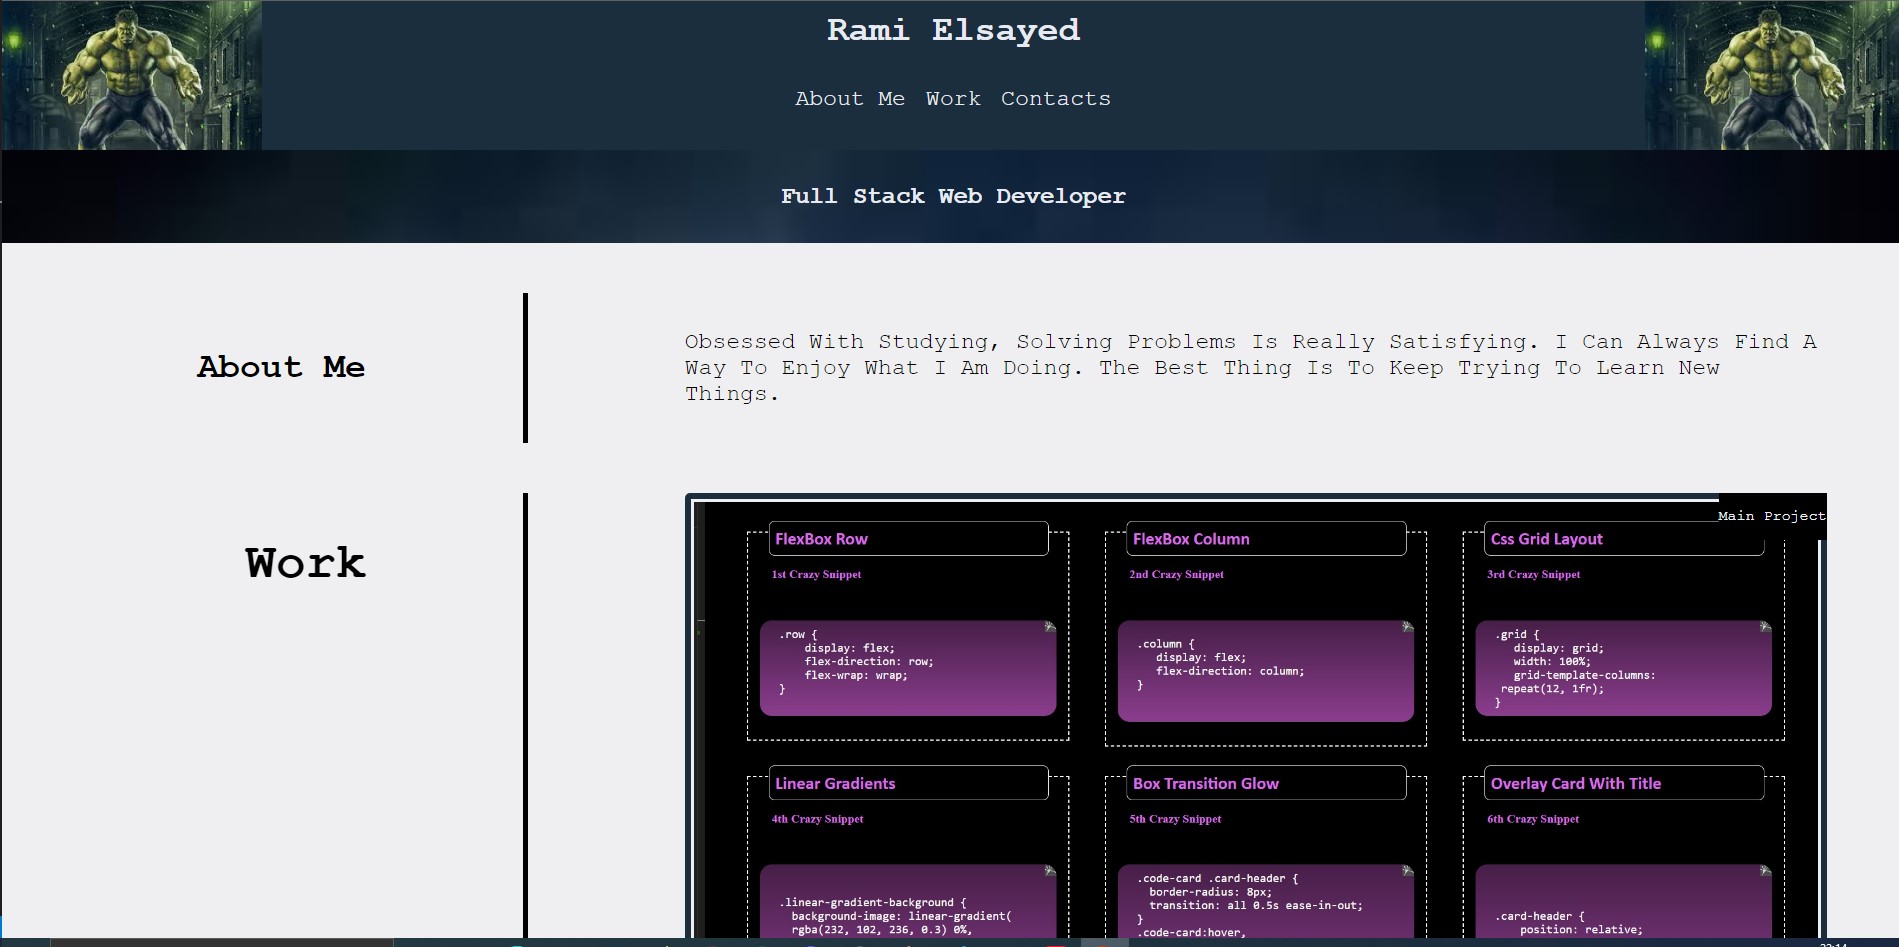 Rami Elsayed
About Me Work Contacts
Full Stack Web Developer
About Me
Obsessed With Studying, Solving Problems Is Really Satisfying. I Can Always Find A
Way To Enjoy What I Am Doing. The Best Thing Is To Keep Trying To Learn New
Things.
Work
Main Project
FlexBox Row
1st Crazy Snippet
.row {
display: flex;
flex-direction: row;
flex-wrap: wrap;
}
FlexBox Column
2nd Crazy Snippet
.column {
display: flex;
flex-direction: column;
}
Css Grid Layout
3rd Crazy Snippet
.grid {
display: grid;
width: 100%;
grid-template-columns:
repeat(12, 1fr);
}
Linear Gradients
4th Crazy Snippet
.linear-gradient-background {
background-image: linear-gradient(
rgba(232, 102, 236, 0.3) 0%,
Box Transition Glow
5th Crazy Snippet
.code-card .card-header {
border-radius: 8px;
transition: all 0.5s ease-in-out;
}
.code-card:hover,
Overlay Card With Title
6th Crazy Snippet
.card-header {
position: relative;